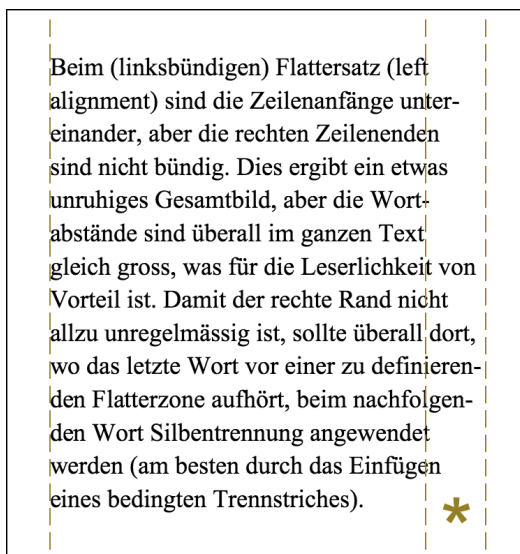 Beim (linksbündigen) Flattersatz (left
alignment) sind die Zeilenanfänge unter-
einander, aber die rechten Zeilenenden
sind nicht bündig. Dies ergibt ein etwas
unruhiges Gesamtbild, aber die Wort-
abstände sind überall im ganzen Text
gleich gross, was für die Leserlichkeit von
Vorteil ist. Damit der rechte Rand nicht
allzu unregelmässig ist, sollte überall dort,
wo das letzte Wort vor einer zu definieren-
den Flatterzone aufhört, beim nachfolgen-
den Wort Silbentrennung angewendet
werden (am besten durch das Einfügen
eines bedingten Trennstriches).
*